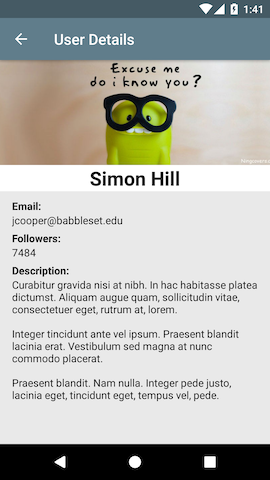 1:41
User Details
Excuse me
do i know you?
Simon Hill
Email:
jcooper@babbleset.edu
Followers:
7484
Description:
Curabitur gravida nisi at nibh. In hac habitasse platea
dictumst. Aliquam augue quam, sollicitudin vitae,
consectetuer eget, rutrum at, lorem.
Integer tincidunt ante vel ipsum. Praesent blandit
lacinia erat. Vestibulum sed magna at nunc
commodo placerat.
Praesent blandit. Nam nulla. Integer pede justo,
lacinia eget, tincidunt eget, tempus vel, pede.